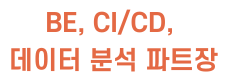 BE, CI/CD,
데이터 분석 파트장